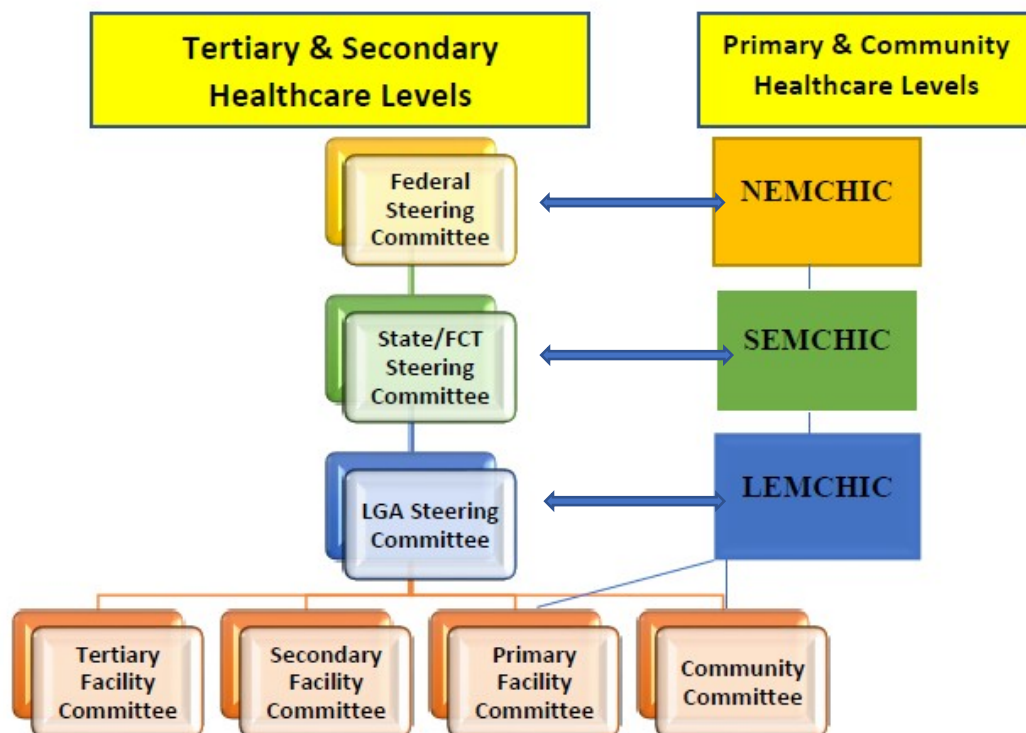 Tertiary & Secondary
Healthcare Levels
Primary & Community
Healthcare Levels
Federal
Steering
Committee
NEMCHIC
State/FCT
Steering
Committee
SEMCHIC
LGA Steering
Committee
LEMCHIC
Tertiary
Facility
Committee
Secondary
Facility
Committee
Primary
Facility
Committee
Community
Committee